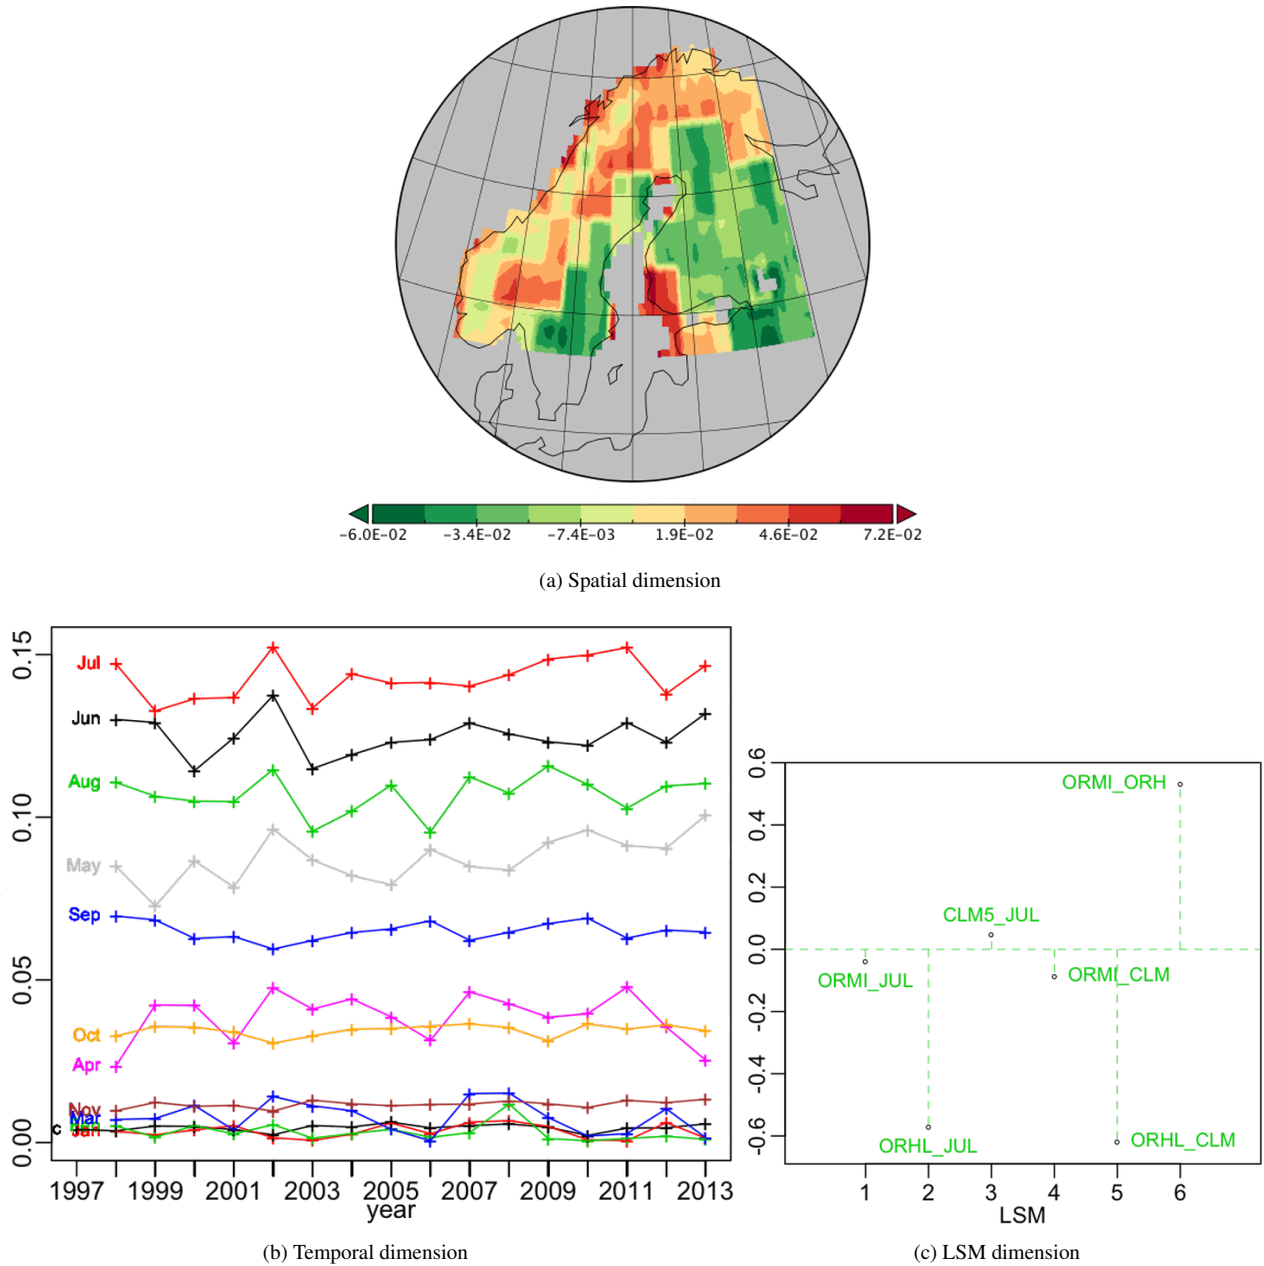 -6.0E-02 -3.4E-02 -7.4E-03 1.9E-02 4.6E-02 7.2E-02
(a) Spatial dimension
0.15
Jul
Jun
Aug
0.10
May
Sep
0.05
Oct
Apr
Nov
Mar
Jan
c
0.00
1997 1999 2001 2003 2005 2007 2009 2011 2013
year
(b) Temporal dimension
0.6
ORMI_ORH
0.4
0.2
CLM5_JUL
0.0
ORMI_JUL
ORMI_CLM
-0.2
-0.4
-0.6
ORHL_JUL
ORHL_CLM
1 2 3 4 5 6
LSM
(c) LSM dimension